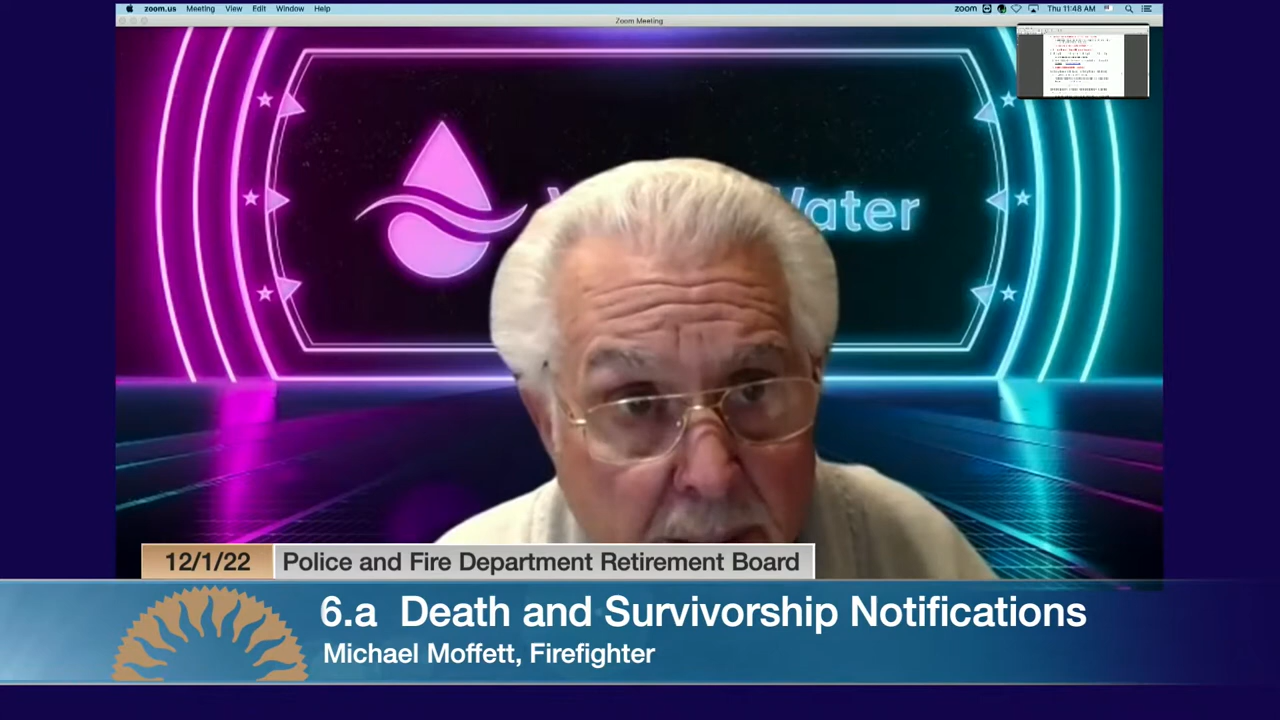 zoom.us Meeting View Edit Window Help
zoom Thu 11:48 AM
Zoom Meeting
12/1/22 Police and Fire Department Retirement Board
6.a Death and Survivorship Notifications
Michael Moffett, Firefighter